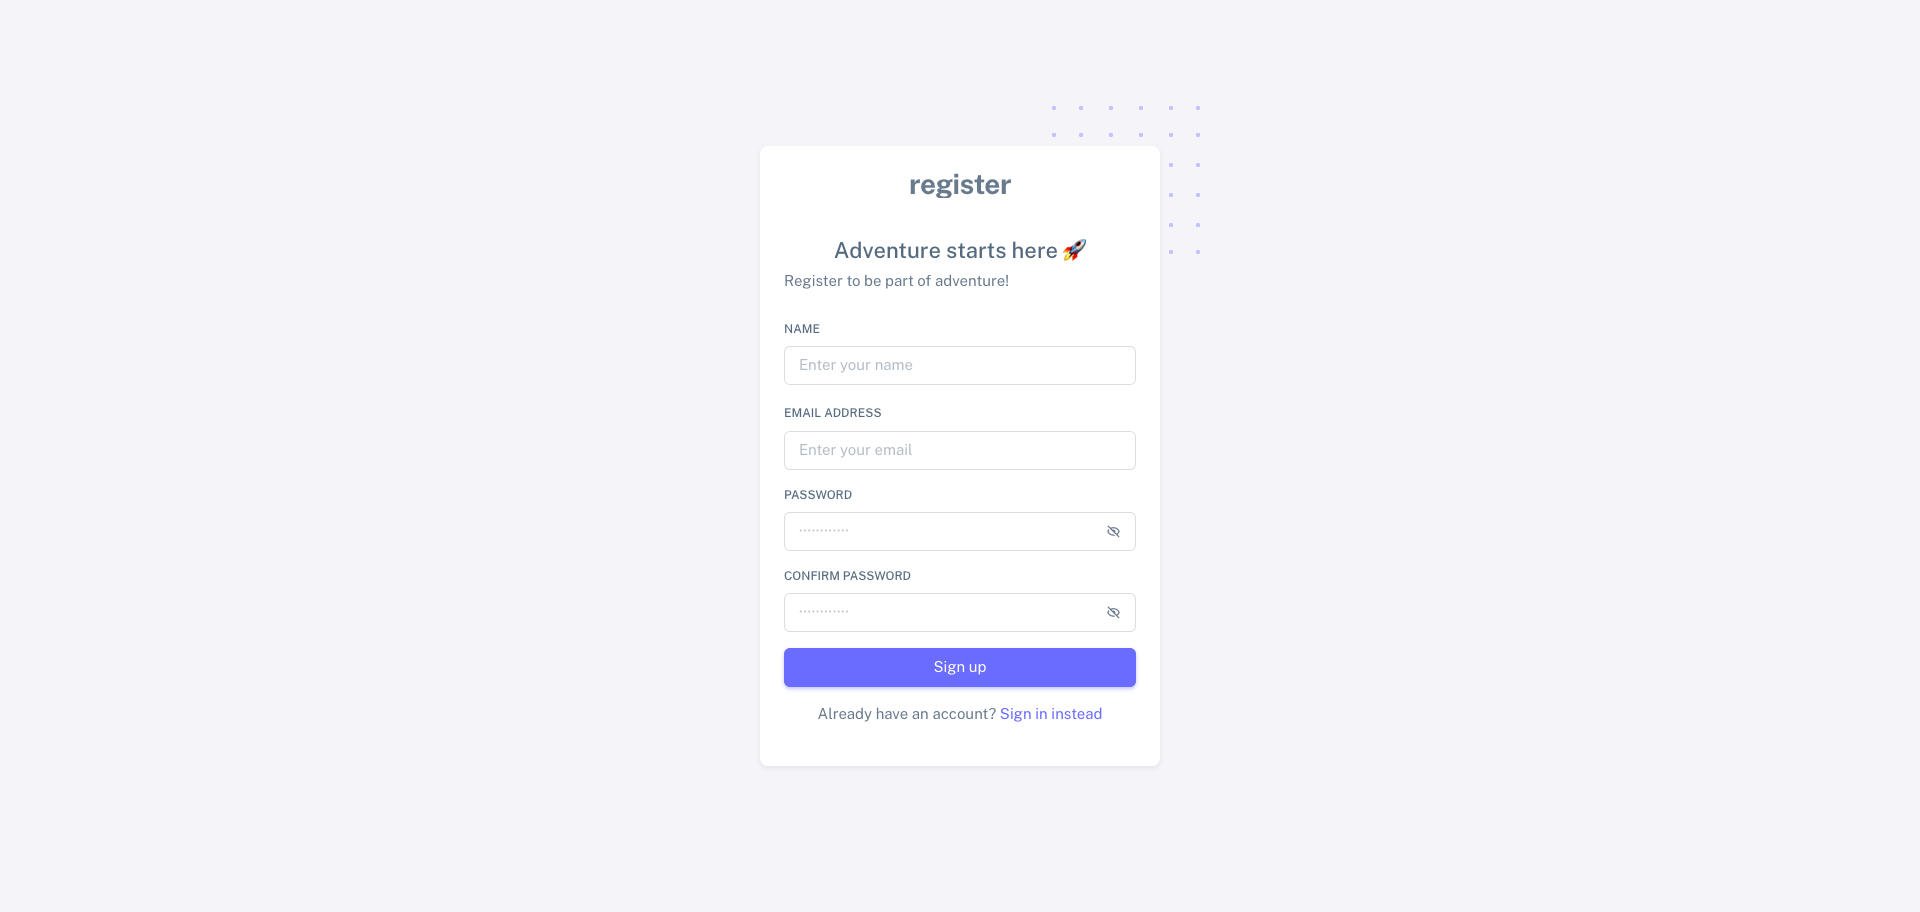 register
Adventure starts here 🚀
Register to be part of adventure!
NAME
Enter your name
EMAIL ADDRESS
Enter your email
PASSWORD
············
CONFIRM PASSWORD
············
Sign up
Already have an account? Sign in instead